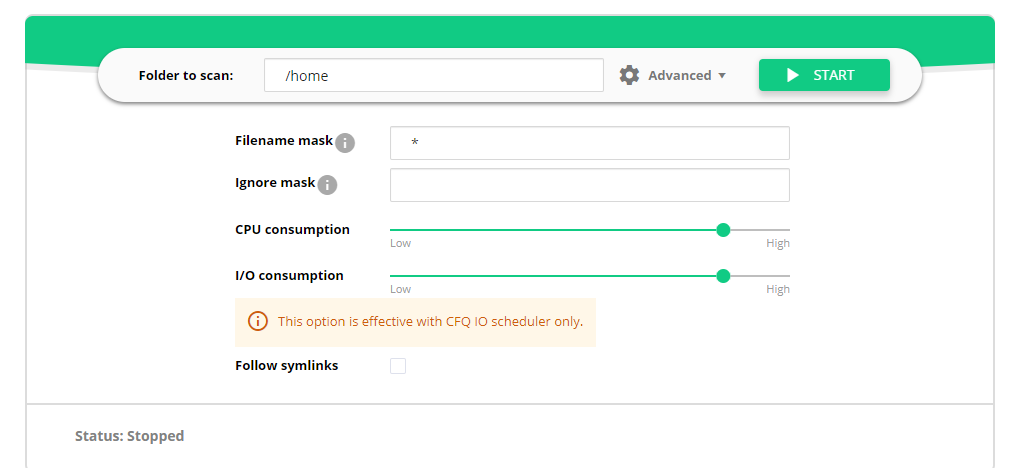 Folder to scan:
/home
Advanced
START
Filename mask
*
Ignore mask
CPU consumption
Low
High
I/O consumption
Low
High
This option is effective with CFQ IO scheduler only.
Follow symlinks
Status: Stopped